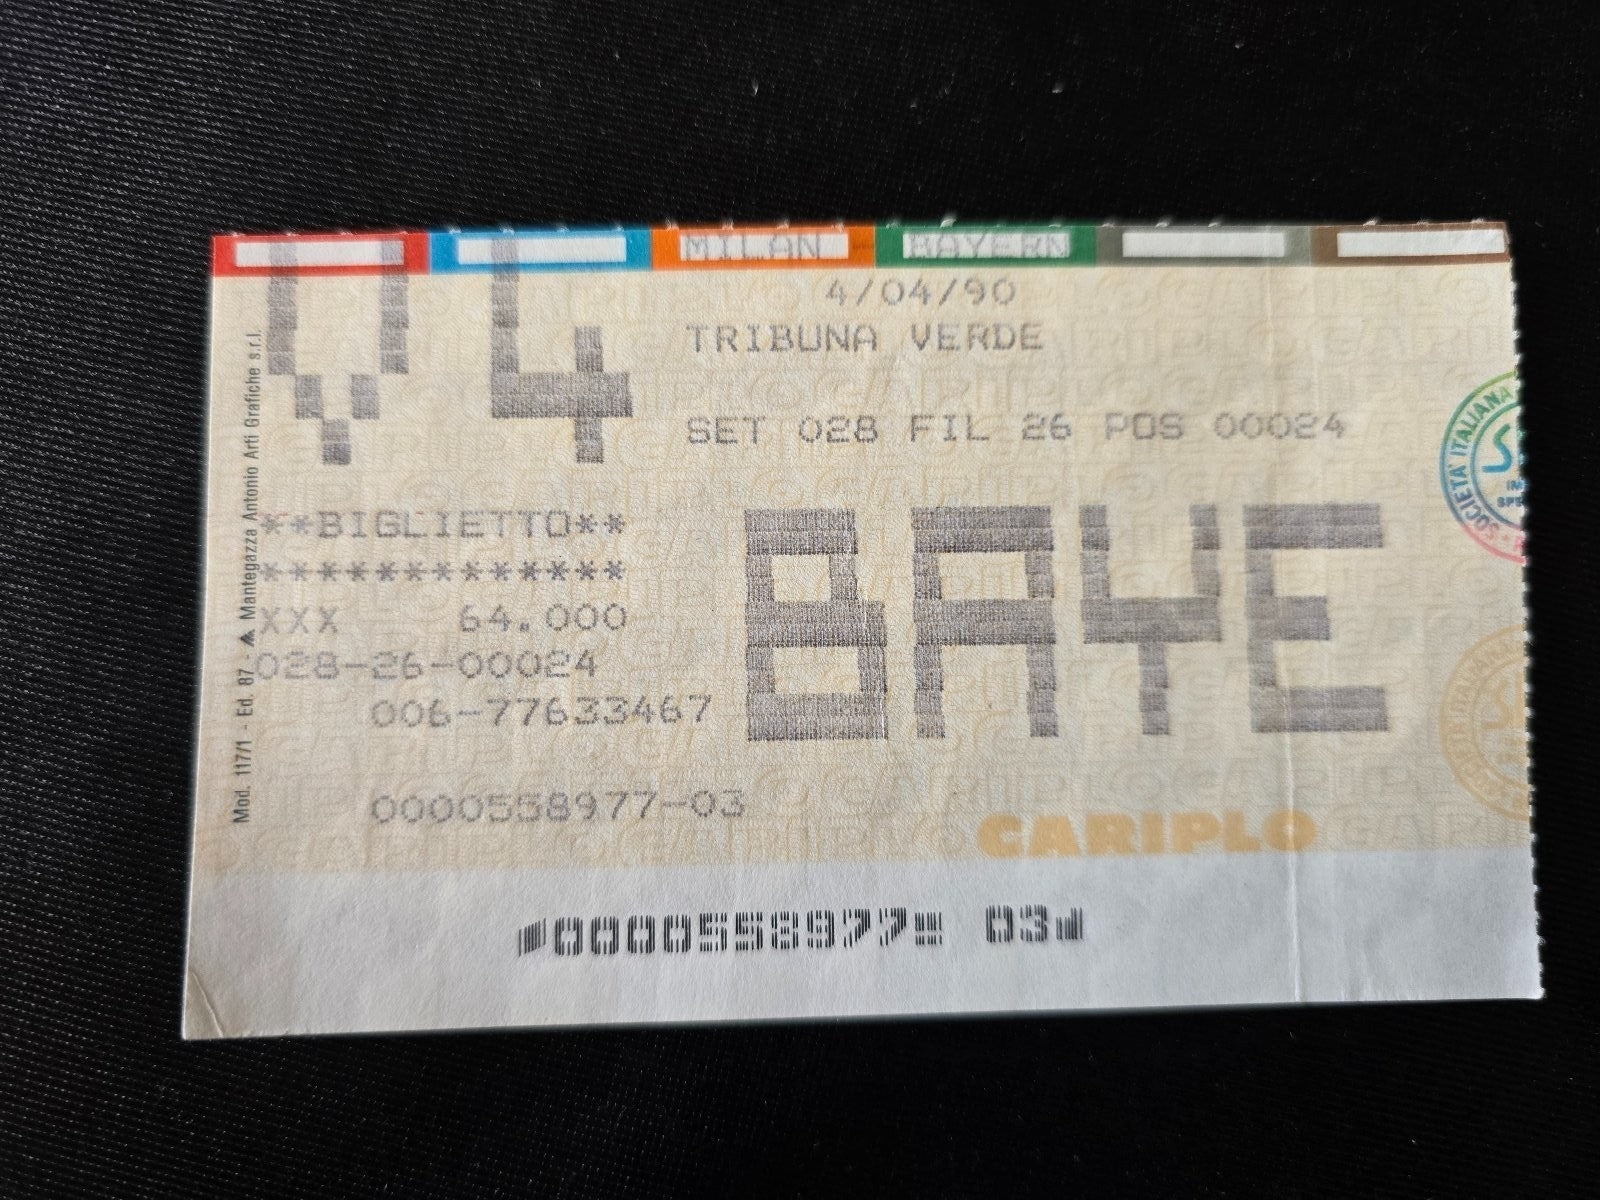 MILAN BAYERN
4/04/90
TRIBUNA VERDE
V4
SET 028 FIL 26 POS 00024
**BIGLIETTO**
*************
XXX 64.000
028-26-00024
006-77633467
0000558977-03
BAYE
CARIPLO
0000558977 03
Mod. 117/1 - Ed. 87 - Mantegazza Antonio Arti Grafiche s.r.l.
SOCIETA' ITALIANA